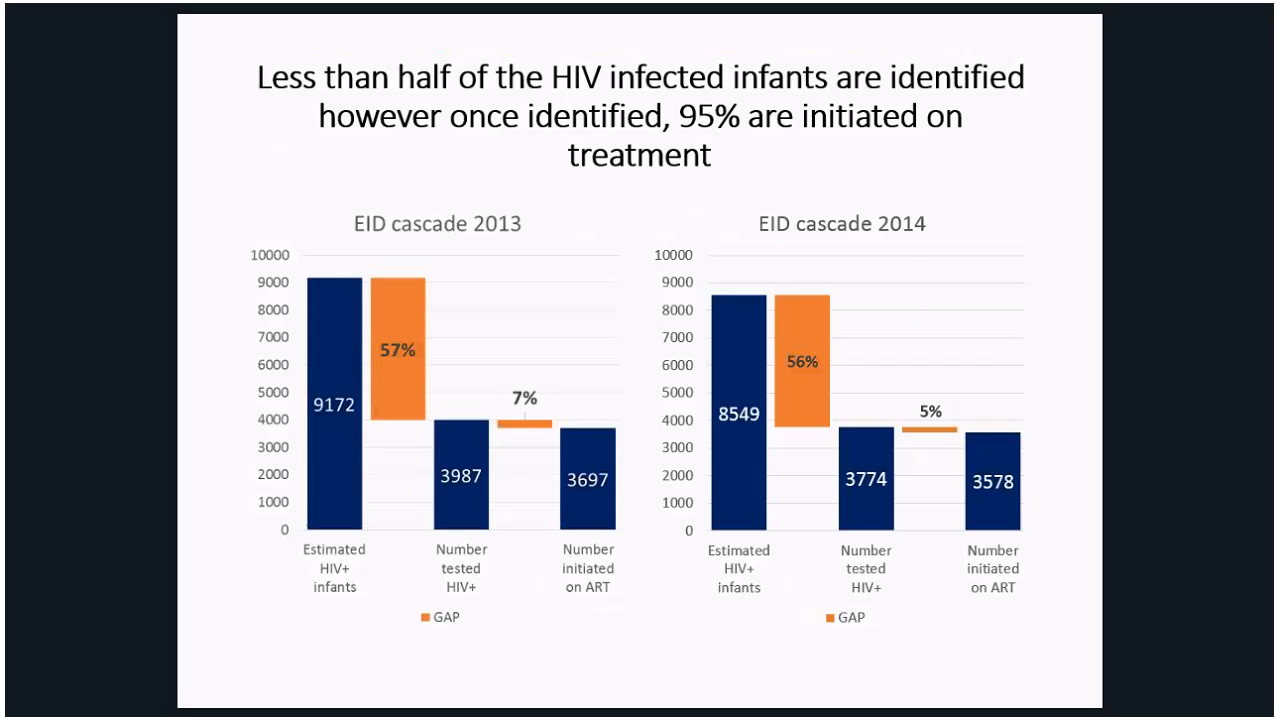 Less than half of the HIV infected infants are identified
however once identified, 95% are initiated on
treatment
EID cascade 2013
10000
9000
8000
7000
6000
5000
4000
3000
2000
1000
0
9172
57%
3987
7%
3697
Estimated
HIV+
infants
Number
tested
HIV+
Number
initiated
on ART
GAP
EID cascade 2014
10000
9000
8000
7000
6000
5000
4000
3000
2000
1000
0
8549
56%
3774
5%
3578
Estimated
HIV+
infants
Number
tested
HIV+
Number
initiated
on ART
GAP